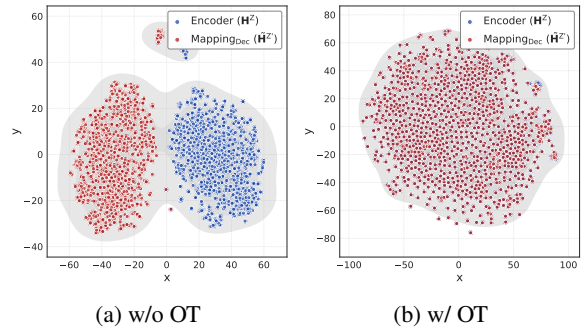 Encoder (H^Z)
Mapping_Dec (H̃^Z')
60
40
20
0
−20
−40
y
−60 −40 −20 0 20 40 60
x
(a) w/o OT
Encoder (H^Z)
Mapping_Dec (H̃^Z')
80
60
40
20
0
−20
−40
−60
−80
y
−100 −50 0 50 100
x
(b) w/ OT